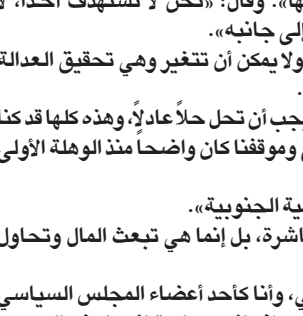 ها». وقال: «نحن لا نستهدف أحداً، لا
إلى جانبه».
ولا يمكن أن تتغير وهي تحقيق العدالة
.
جب أن تحل حلاً عادلاً، وهذه كلها قد كنا
وموقفنا كان واضحاً منذ الوهلة الأولى
ية الجنوبية».
اشرة، بل إنما هي تبعث المال وتحاول
ي، وأنا كأحد أعضاء المجلس السياسي